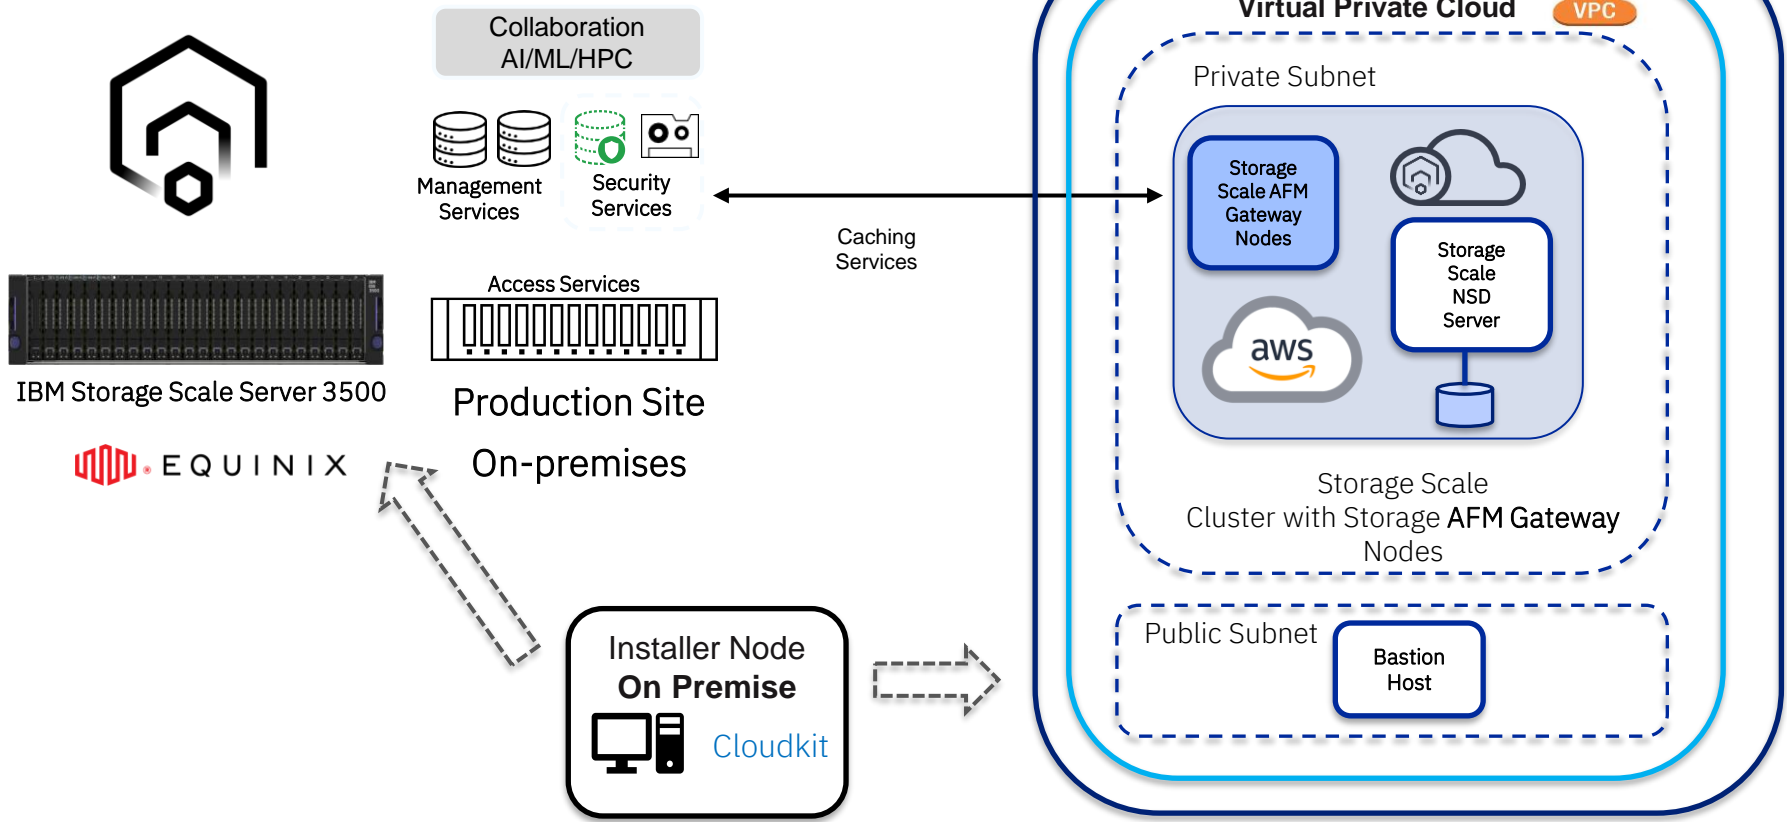 Collaboration
AI/ML/HPC
Management
Services
Security
Services
Access Services
IBM Storage Scale Server 3500
EQUINIX
Production Site
On-premises
Caching
Services
Installer Node
On Premise
Cloudkit
Virtual Private Cloud
VPC
Private Subnet
Storage
Scale AFM
Gateway
Nodes
Storage
Scale
NSD
Server
aws
Storage Scale
Cluster with Storage AFM Gateway
Nodes
Public Subnet
Bastion
Host